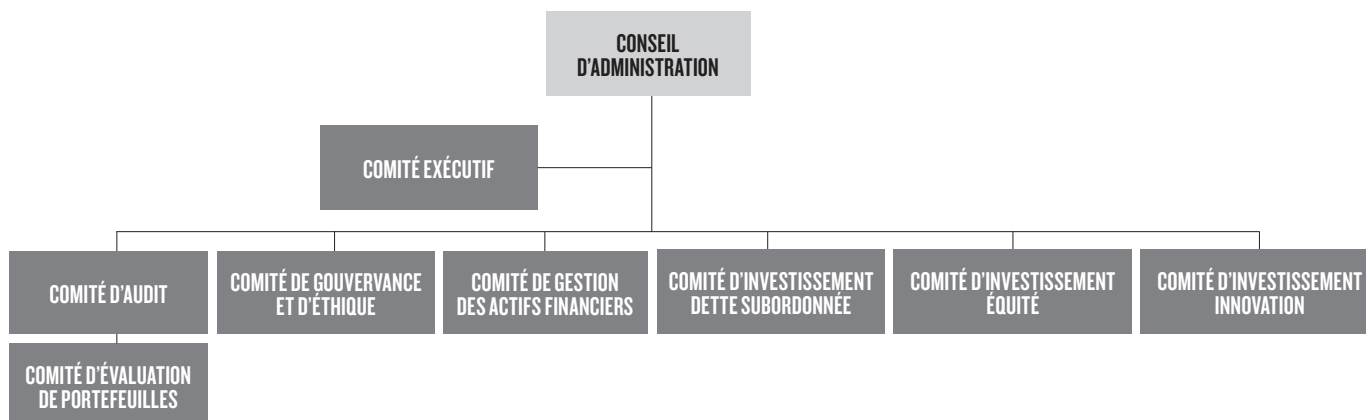 CONSEIL
D'ADMINISTRATION
COMITÉ EXÉCUTIF
COMITÉ D'AUDIT
COMITÉ DE GOUVERVANCE
ET D'ÉTHIQUE
COMITÉ DE GESTION
DES ACTIFS FINANCIERS
COMITÉ D'INVESTISSEMENT
DETTE SUBORDONNÉE
COMITÉ D'INVESTISSEMENT
ÉQUITÉ
COMITÉ D'INVESTISSEMENT
INNOVATION
COMITÉ D'ÉVALUATION
DE PORTEFEUILLES